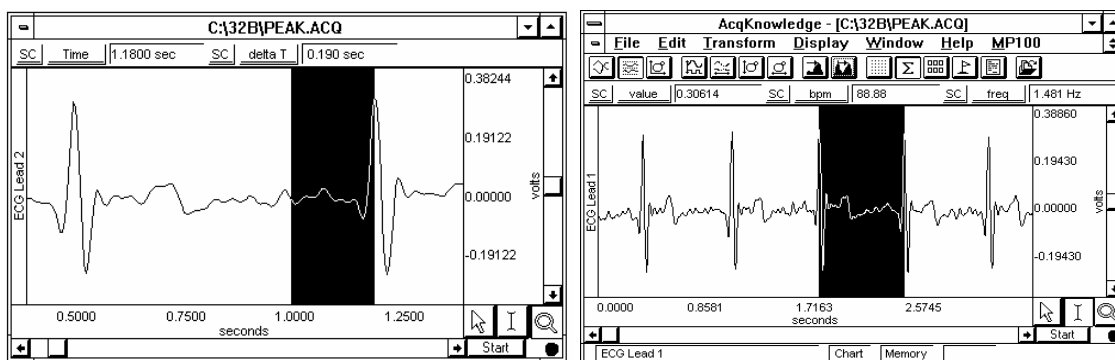 C:\32B\PEAK.ACQ
SC Time 1.1800 sec SC delta T 0.190 sec
ECG Lead 2
0.38244
0.19122
0.00000
-0.19122
volts
0.5000 0.7500 1.0000 1.2500
seconds
Start
AcqKnowledge - [C:\32B\PEAK.ACQ]
File Edit Transform Display Window Help MP100
SC value 0.30614 SC bpm 88.88 SC freq 1.481 Hz
ECG Lead 1
0.38860
0.19430
0.00000
-0.19430
volts
0.0000 0.8581 1.7163 2.5745
seconds
Start
ECG Lead 1 Chart Memory